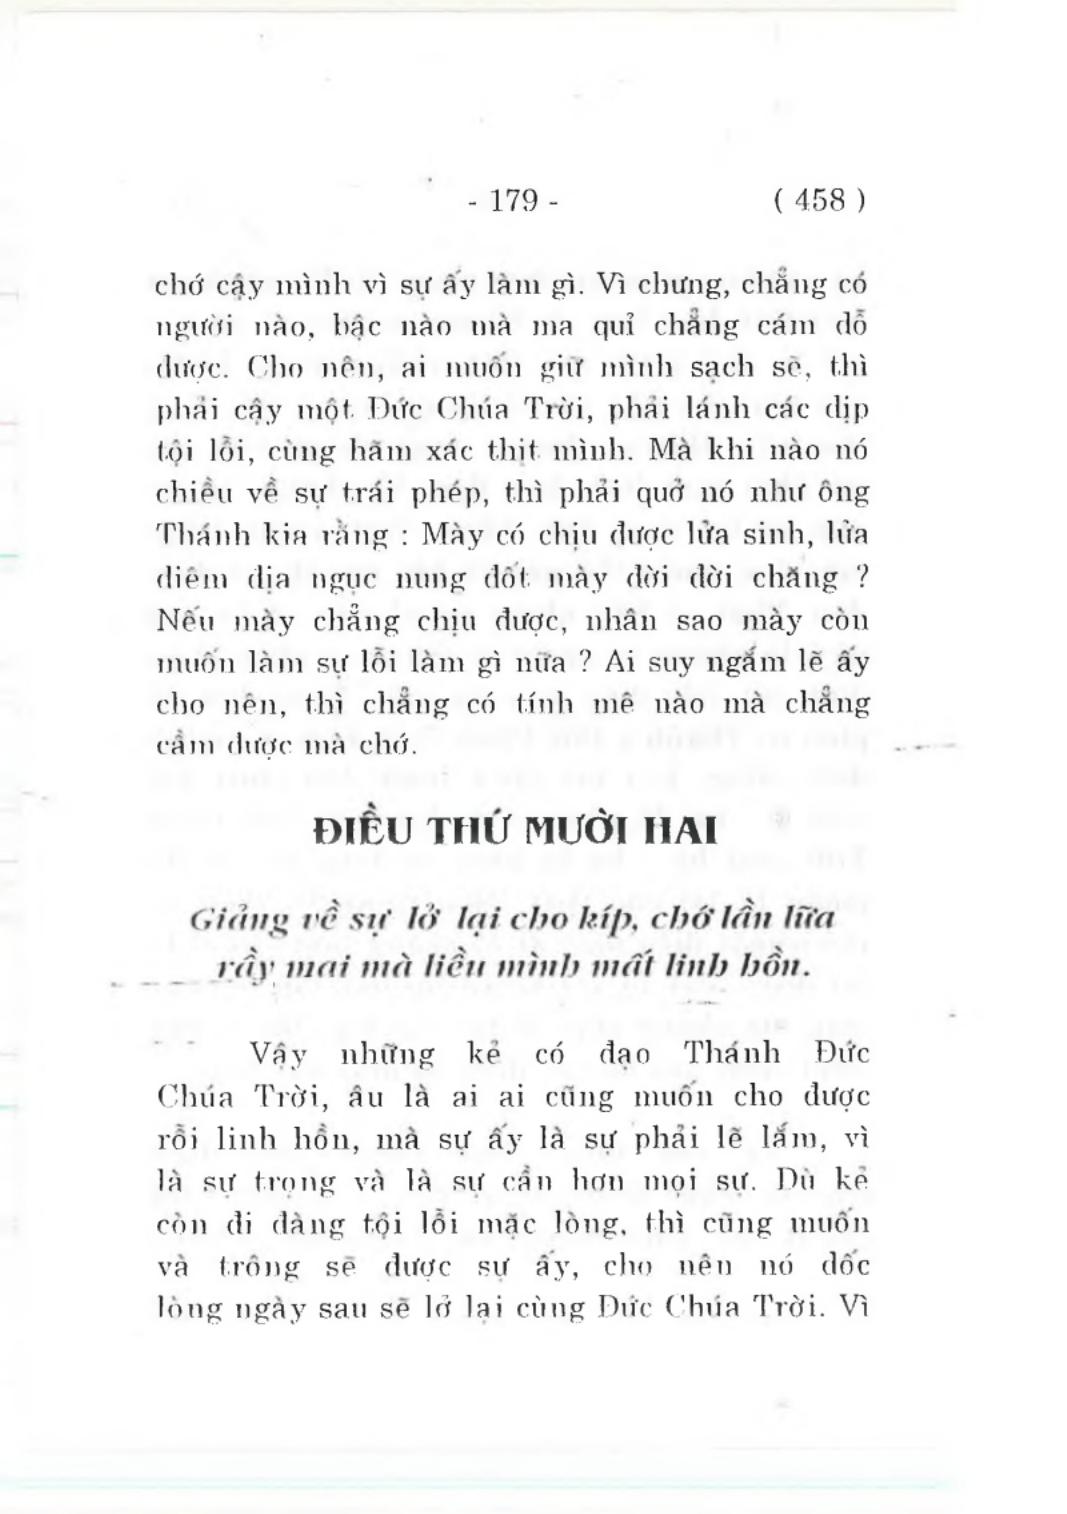 - 179 - ( 458 )
chớ cậy mình vì sự ấy làm gì. Vì chưng, chẳng có
người nào, bậc nào mà ma quỉ chẳng cám dỗ
được. Cho nên, ai muốn giữ mình sạch sẽ, thì
phải cậy một Đức Chúa Trời, phải lánh các dịp
tội lỗi, cùng hãm xác thịt mình. Mà khi nào nó
chiều về sự trái phép, thì phải quở nó như ông
Thánh kia rằng : Mày có chịu được lửa sinh, lửa
diêm địa ngục nung đốt mày đời đời chăng ?
Nếu mày chẳng chịu được, nhân sao mày còn
muốn làm sự lỗi làm gì nữa ? Ai suy ngắm lẽ ấy
cho nên, thì chẳng có tính mê nào mà chẳng
cầm được mà chớ.
ĐIỀU THỨ MƯỜI HAI
Giảng về sự lở lại cho kíp, chớ lần lữa
rầy mai mà liều mình mất linh hồn.
Vậy những kẻ có đạo Thánh Đức
Chúa Trời, âu là ai ai cũng muốn cho được
rỗi linh hồn, mà sự ấy là sự phải lẽ lắm, vì
là sự trọng và là sự cần hơn mọi sự. Dù kẻ
còn đi đàng tội lỗi mặc lòng, thì cũng muốn
và trông sẽ được sự ấy, cho nên nó dốc
lòng ngày sau sẽ lở lại cùng Đức Chúa Trời. Vì